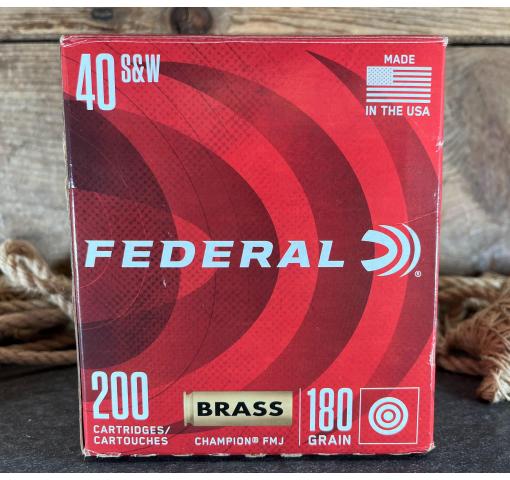 40 S&W
MADE
IN THE USA
FEDERAL®
200
CARTRIDGES/
CARTOUCHES
BRASS
CHAMPION® FMJ
180
GRAIN